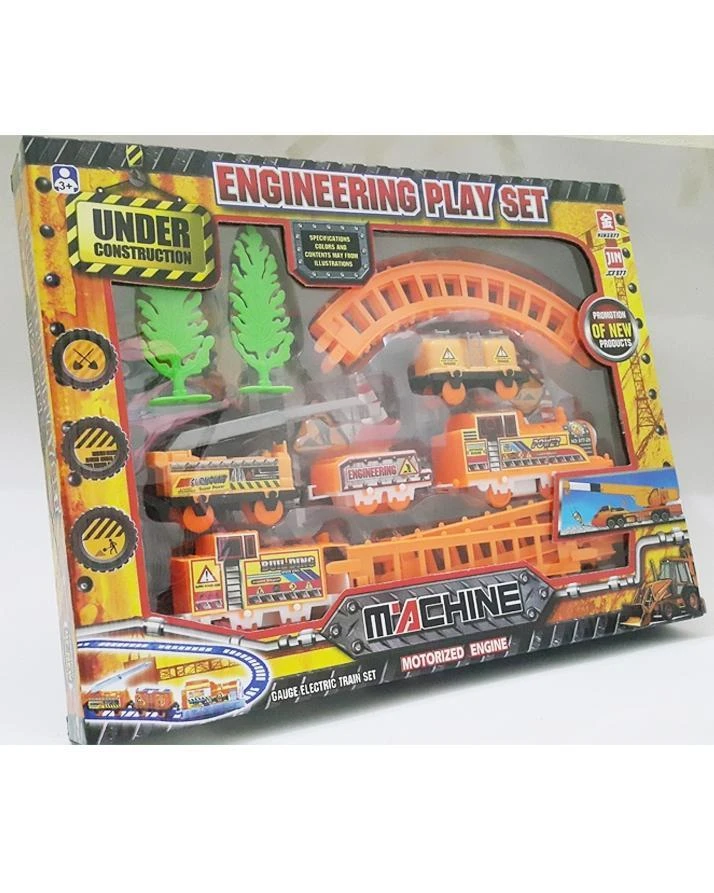 3+
ENGINEERING PLAY SET
UNDER
CONSTRUCTION
SPECIFICATIONS
COLORS AND
CONTENTS MAY FROM
ILLUSTRATIONS
金
JIN
PROMOTION
OF NEW
PRODUCTS
POWER
ENGINEERING
BUILDING
MACHINE
MOTORIZED ENGINE
GAUGE ELECTRIC TRAIN SET